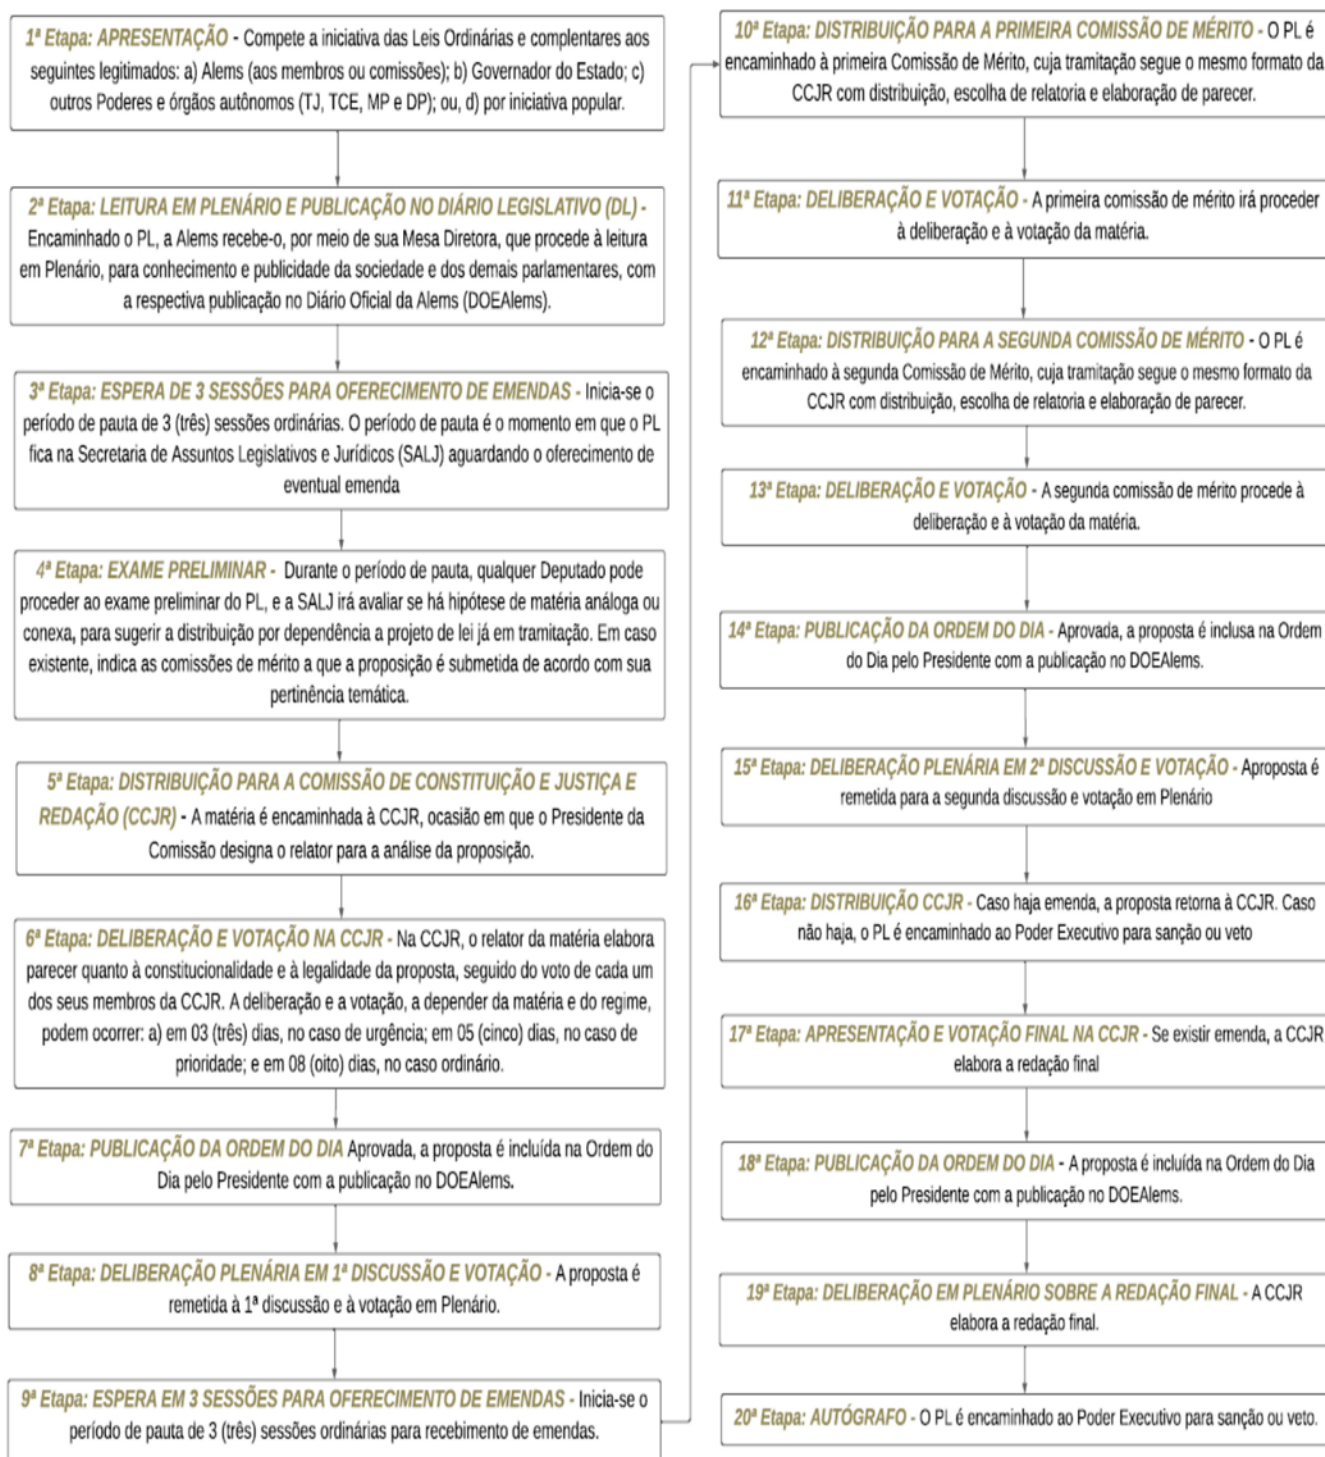 1ª Etapa: APRESENTAÇÃO - Compete a iniciativa das Leis Ordinárias e complentares aos
seguintes legitimados: a) Alems (aos membros ou comissões); b) Governador do Estado; c)
outros Poderes e órgãos autônomos (TJ, TCE, MP e DP); ou, d) por iniciativa popular.
2ª Etapa: LEITURA EM PLENÁRIO E PUBLICAÇÃO NO DIÁRIO LEGISLATIVO (DL) -
Encaminhado o PL, a Alems recebe-o, por meio de sua Mesa Diretora, que procede à leitura
em Plenário, para conhecimento e publicidade da sociedade e dos demais parlamentares, com
a respectiva publicação no Diário Oficial da Alems (DOEAlems).
3ª Etapa: ESPERA DE 3 SESSÕES PARA OFERECIMENTO DE EMENDAS - Inicia-se o
período de pauta de 3 (três) sessões ordinárias. O período de pauta é o momento em que o PL
fica na Secretaria de Assuntos Legislativos e Jurídicos (SALJ) aguardando o oferecimento de
eventual emenda
4ª Etapa: EXAME PRELIMINAR - Durante o período de pauta, qualquer Deputado pode
proceder ao exame preliminar do PL, e a SALJ irá avaliar se há hipótese de matéria análoga ou
conexa, para sugerir a distribuição por dependência a projeto de lei já em tramitação. Em caso
existente, indica as comissões de mérito a que a proposição é submetida de acordo com sua
pertinência temática.
5ª Etapa: DISTRIBUIÇÃO PARA A COMISSÃO DE CONSTITUIÇÃO E JUSTIÇA E
REDAÇÃO (CCJR) - A matéria é encaminhada à CCJR, ocasião em que o Presidente da
Comissão designa o relator para a análise da proposição.
6ª Etapa: DELIBERAÇÃO E VOTAÇÃO NA CCJR - Na CCJR, o relator da matéria elabora
parecer quanto à constitucionalidade e à legalidade da proposta, seguido do voto de cada um
dos seus membros da CCJR. A deliberação e a votação, a depender da matéria e do regime,
podem ocorrer: a) em 03 (três) dias, no caso de urgência; em 05 (cinco) dias, no caso de
prioridade; e em 08 (oito) dias, no caso ordinário.
7ª Etapa: PUBLICAÇÃO DA ORDEM DO DIA Aprovada, a proposta é incluída na Ordem do
Dia pelo Presidente com a publicação no DOEAlems.
8ª Etapa: DELIBERAÇÃO PLENÁRIA EM 1ª DISCUSSÃO E VOTAÇÃO - A proposta é
remetida à 1ª discussão e à votação em Plenário.
9ª Etapa: ESPERA EM 3 SESSÕES PARA OFERECIMENTO DE EMENDAS - Inicia-se o
período de pauta de 3 (três) sessões ordinárias para recebimento de emendas.
10ª Etapa: DISTRIBUIÇÃO PARA A PRIMEIRA COMISSÃO DE MÉRITO - O PL é
encaminhado à primeira Comissão de Mérito, cuja tramitação segue o mesmo formato da
CCJR com distribuição, escolha de relatoria e elaboração de parecer.
11ª Etapa: DELIBERAÇÃO E VOTAÇÃO - A primeira comissão de mérito irá proceder
à deliberação e à votação da matéria.
12ª Etapa: DISTRIBUIÇÃO PARA A SEGUNDA COMISSÃO DE MÉRITO - O PL é
encaminhado à segunda Comissão de Mérito, cuja tramitação segue o mesmo formato da
CCJR com distribuição, escolha de relatoria e elaboração de parecer.
13ª Etapa: DELIBERAÇÃO E VOTAÇÃO - A segunda comissão de mérito procede à
deliberação e à votação da matéria.
14ª Etapa: PUBLICAÇÃO DA ORDEM DO DIA - Aprovada, a proposta é inclusa na Ordem
do Dia pelo Presidente com a publicação no DOEAlems.
15ª Etapa: DELIBERAÇÃO PLENÁRIA EM 2ª DISCUSSÃO E VOTAÇÃO - Aproposta é
remetida para a segunda discussão e votação em Plenário
16ª Etapa: DISTRIBUIÇÃO CCJR - Caso haja emenda, a proposta retorna à CCJR. Caso
não haja, o PL é encaminhado ao Poder Executivo para sanção ou veto
17ª Etapa: APRESENTAÇÃO E VOTAÇÃO FINAL NA CCJR - Se existir emenda, a CCJR
elabora a redação final
18ª Etapa: PUBLICAÇÃO DA ORDEM DO DIA - A proposta é incluída na Ordem do Dia
pelo Presidente com a publicação no DOEAlems.
19ª Etapa: DELIBERAÇÃO EM PLENÁRIO SOBRE A REDAÇÃO FINAL - A CCJR
elabora a redação final.
20ª Etapa: AUTÓGRAFO - O PL é encaminhado ao Poder Executivo para sanção ou veto.